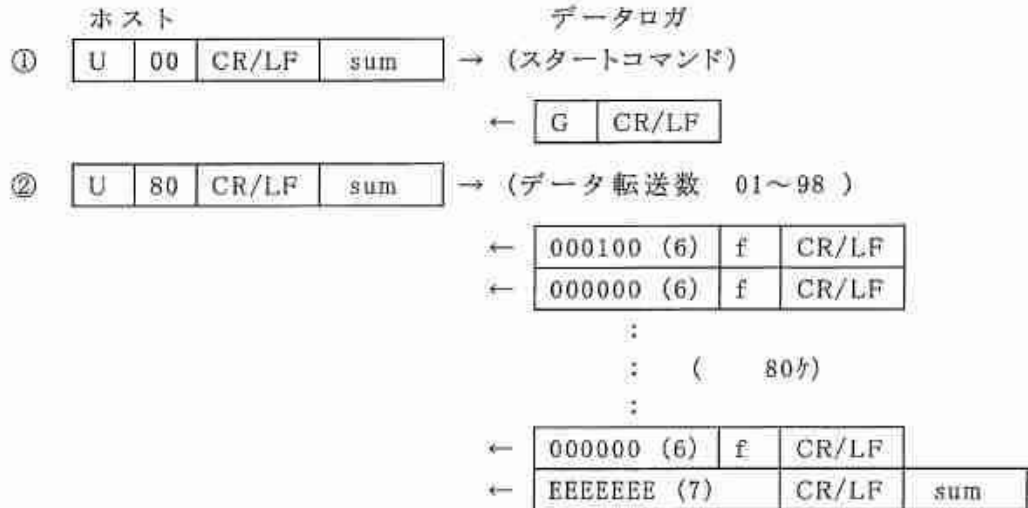 ホスト データロガ
① U 00 CR/LF sum → (スタートコマンド)
← G CR/LF
② U 80 CR/LF sum → (データ転送数 01～98 )
← 000100 (6) f CR/LF
← 000000 (6) f CR/LF
:
: ( 80ケ)
:
← 000000 (6) f CR/LF
← EEEEEEE (7) CR/LF sum